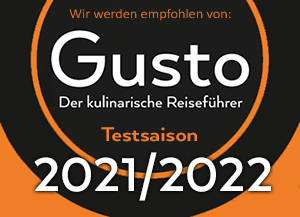 Wir werden empfohlen von:
Gusto
Der kulinarische Reiseführer
Testsaison
2021/2022